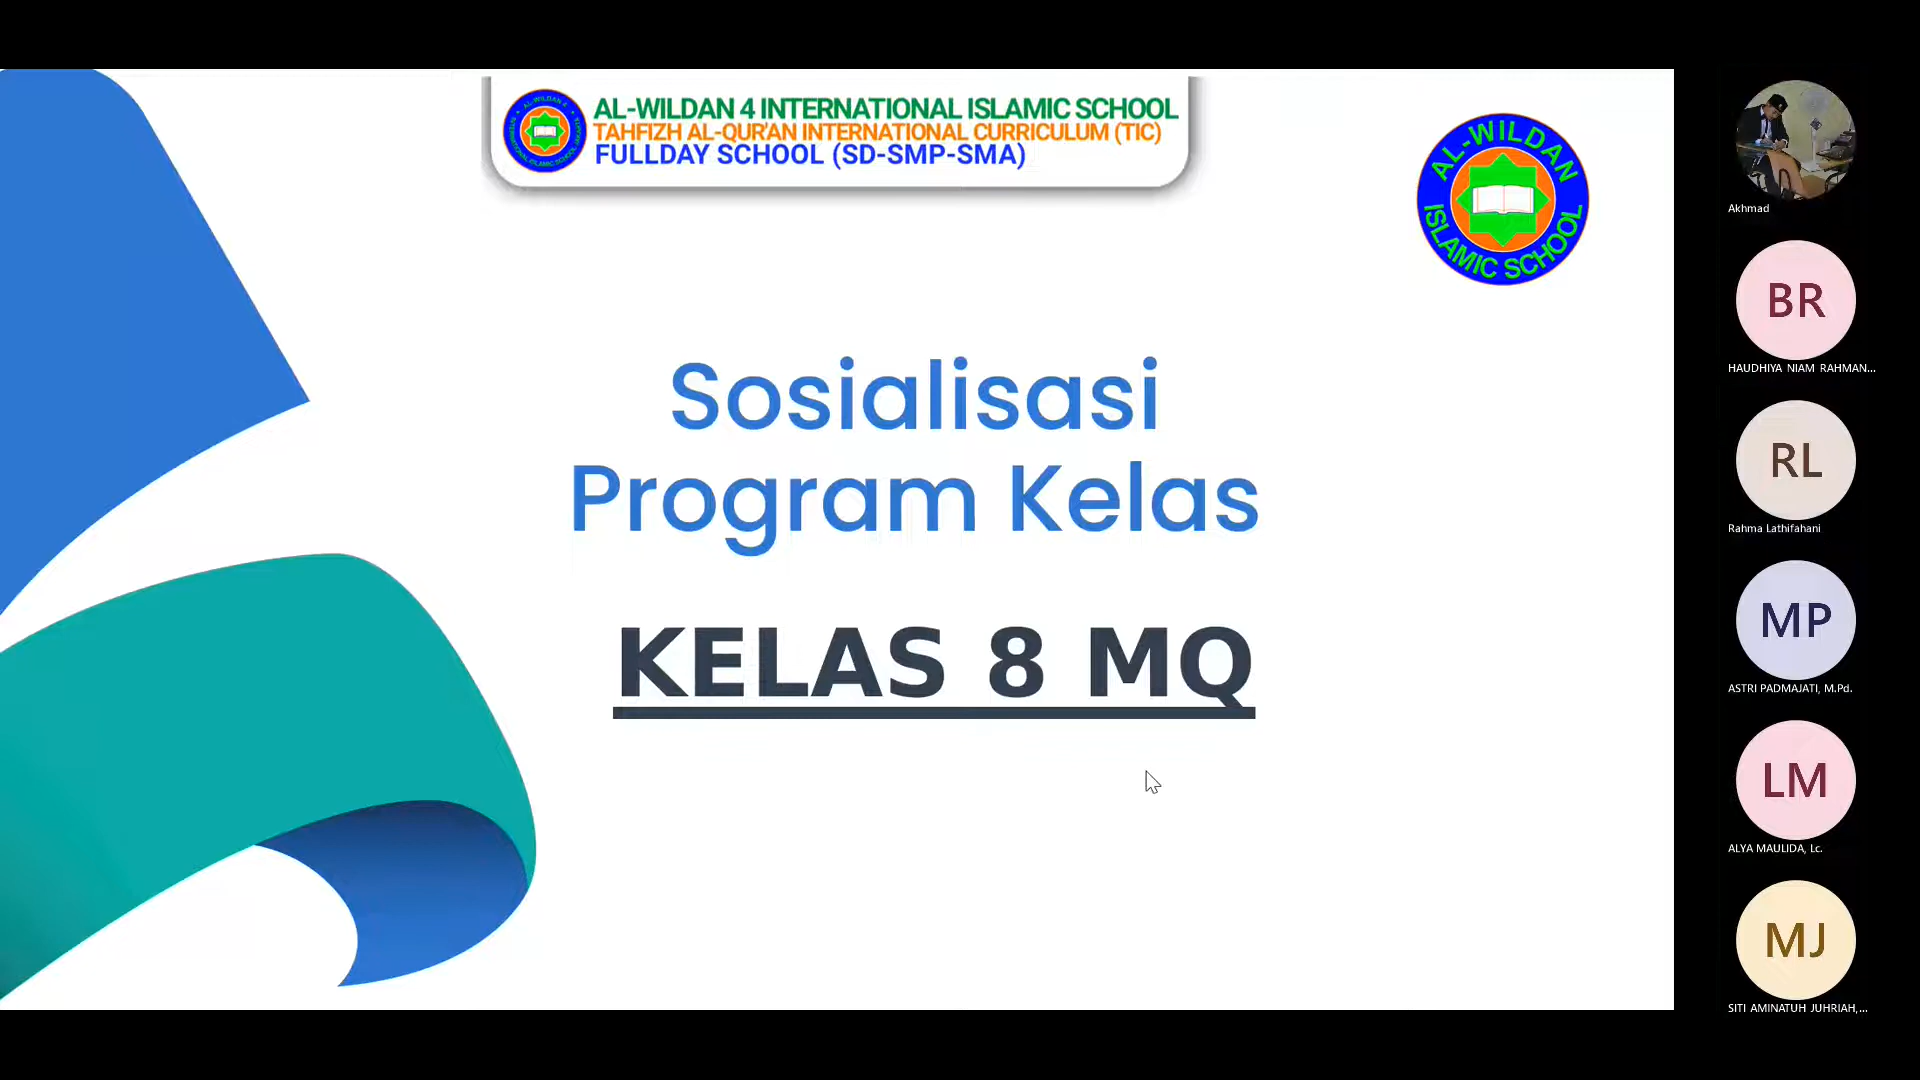 AL-WILDAN 4 INTERNATIONAL ISLAMIC SCHOOL
TAHFIZH AL-QUR'AN INTERNATIONAL CURRICULUM (TIC)
FULLDAY SCHOOL (SD-SMP-SMA)
AL-WILDAN
ISLAMIC SCHOOL
Sosialisasi
Program Kelas
KELAS 8 MQ
Akhmad
BR
HAUDHIYA NIAM RAHMAN...
RL
Rahma Lathifahani
MP
ASTRI PADMAJATI, M.Pd.
LM
ALYA MAULIDA, Lc.
MJ
SITI AMINATUH JUHRIAH,...